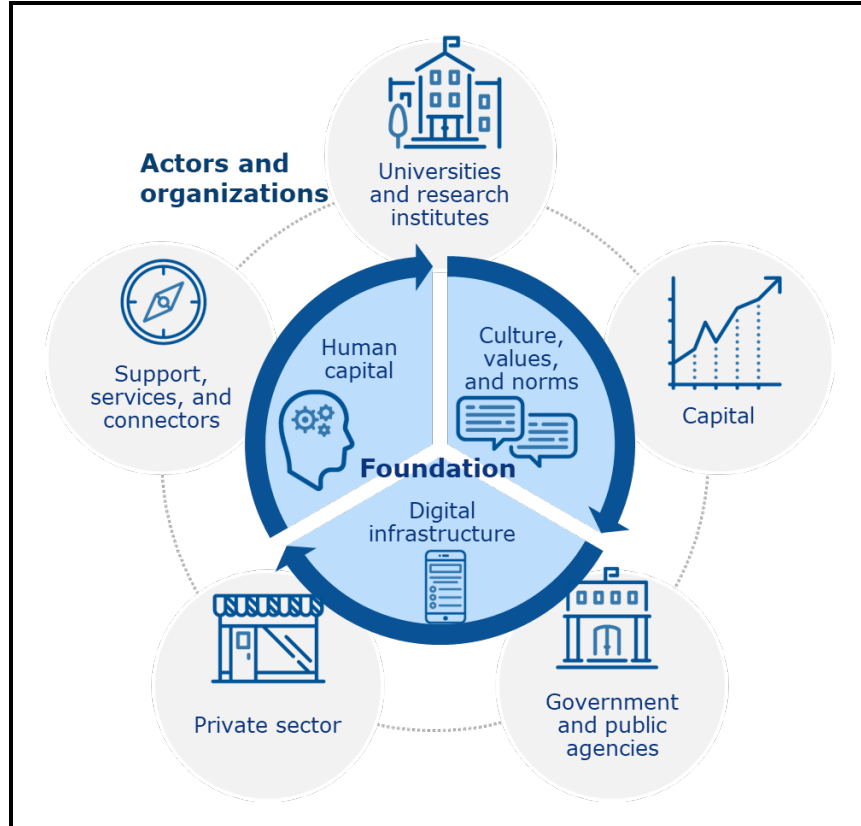 Universities
and research
institutes
Actors and
organizations
Support,
services, and
connectors
Capital
Human
capital
Culture,
values,
and norms
Foundation
Digital
infrastructure
Private sector
Government
and public
agencies